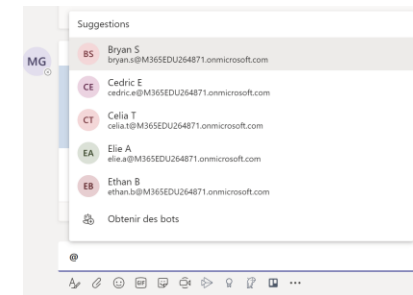 Suggestions
MG
BS
Bryan S
bryan.s@M365EDU264871.onmicrosoft.com
CE
Cedric E
cedric.e@M365EDU264871.onmicrosoft.com
CT
Celia T
celia.t@M365EDU264871.onmicrosoft.com
EA
Elie A
elie.a@M365EDU264871.onmicrosoft.com
EB
Ethan B
ethan.b@M365EDU264871.onmicrosoft.com
Obtenir des bots
@
GIF